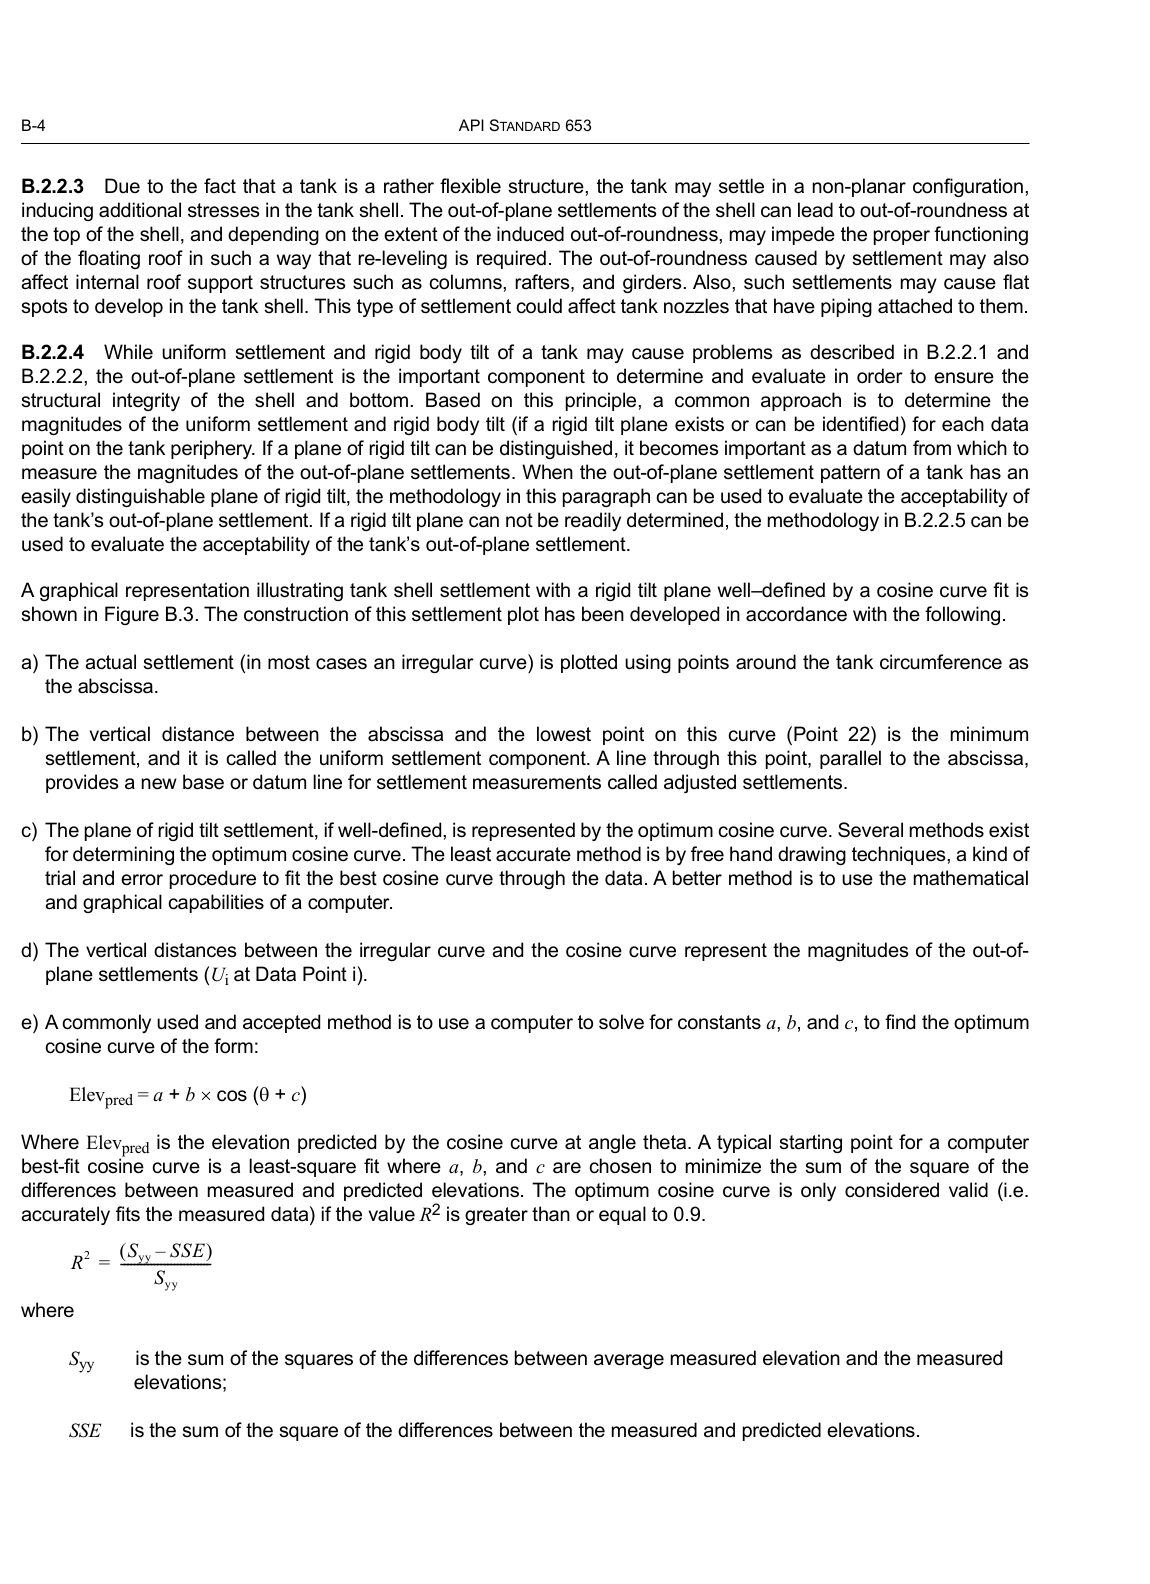 B-4 API STANDARD 653
B.2.2.3 Due to the fact that a tank is a rather flexible structure, the tank may settle in a non-planar configuration,
inducing additional stresses in the tank shell. The out-of-plane settlements of the shell can lead to out-of-roundness at
the top of the shell, and depending on the extent of the induced out-of-roundness, may impede the proper functioning
of the floating roof in such a way that re-leveling is required. The out-of-roundness caused by settlement may also
affect internal roof support structures such as columns, rafters, and girders. Also, such settlements may cause flat
spots to develop in the tank shell. This type of settlement could affect tank nozzles that have piping attached to them.
B.2.2.4 While uniform settlement and rigid body tilt of a tank may cause problems as described in B.2.2.1 and
B.2.2.2, the out-of-plane settlement is the important component to determine and evaluate in order to ensure the
structural integrity of the shell and bottom. Based on this principle, a common approach is to determine the
magnitudes of the uniform settlement and rigid body tilt (if a rigid tilt plane exists or can be identified) for each data
point on the tank periphery. If a plane of rigid tilt can be distinguished, it becomes important as a datum from which to
measure the magnitudes of the out-of-plane settlements. When the out-of-plane settlement pattern of a tank has an
easily distinguishable plane of rigid tilt, the methodology in this paragraph can be used to evaluate the acceptability of
the tank's out-of-plane settlement. If a rigid tilt plane can not be readily determined, the methodology in B.2.2.5 can be
used to evaluate the acceptability of the tank's out-of-plane settlement.
A graphical representation illustrating tank shell settlement with a rigid tilt plane well–defined by a cosine curve fit is
shown in Figure B.3. The construction of this settlement plot has been developed in accordance with the following.
a) The actual settlement (in most cases an irregular curve) is plotted using points around the tank circumference as
the abscissa.
b) The vertical distance between the abscissa and the lowest point on this curve (Point 22) is the minimum
settlement, and it is called the uniform settlement component. A line through this point, parallel to the abscissa,
provides a new base or datum line for settlement measurements called adjusted settlements.
c) The plane of rigid tilt settlement, if well-defined, is represented by the optimum cosine curve. Several methods exist
for determining the optimum cosine curve. The least accurate method is by free hand drawing techniques, a kind of
trial and error procedure to fit the best cosine curve through the data. A better method is to use the mathematical
and graphical capabilities of a computer.
d) The vertical distances between the irregular curve and the cosine curve represent the magnitudes of the out-of-
plane settlements (Ui at Data Point i).
e) A commonly used and accepted method is to use a computer to solve for constants a, b, and c, to find the optimum
cosine curve of the form:
Elevpred = a + b × cos (θ + c)
Where Elevpred is the elevation predicted by the cosine curve at angle theta. A typical starting point for a computer
best-fit cosine curve is a least-square fit where a, b, and c are chosen to minimize the sum of the square of the
differences between measured and predicted elevations. The optimum cosine curve is only considered valid (i.e.
accurately fits the measured data) if the value R2 is greater than or equal to 0.9.
R² = (Syy – SSE)
Syy
where
Syy is the sum of the squares of the differences between average measured elevation and the measured
elevations;
SSE is the sum of the square of the differences between the measured and predicted elevations.